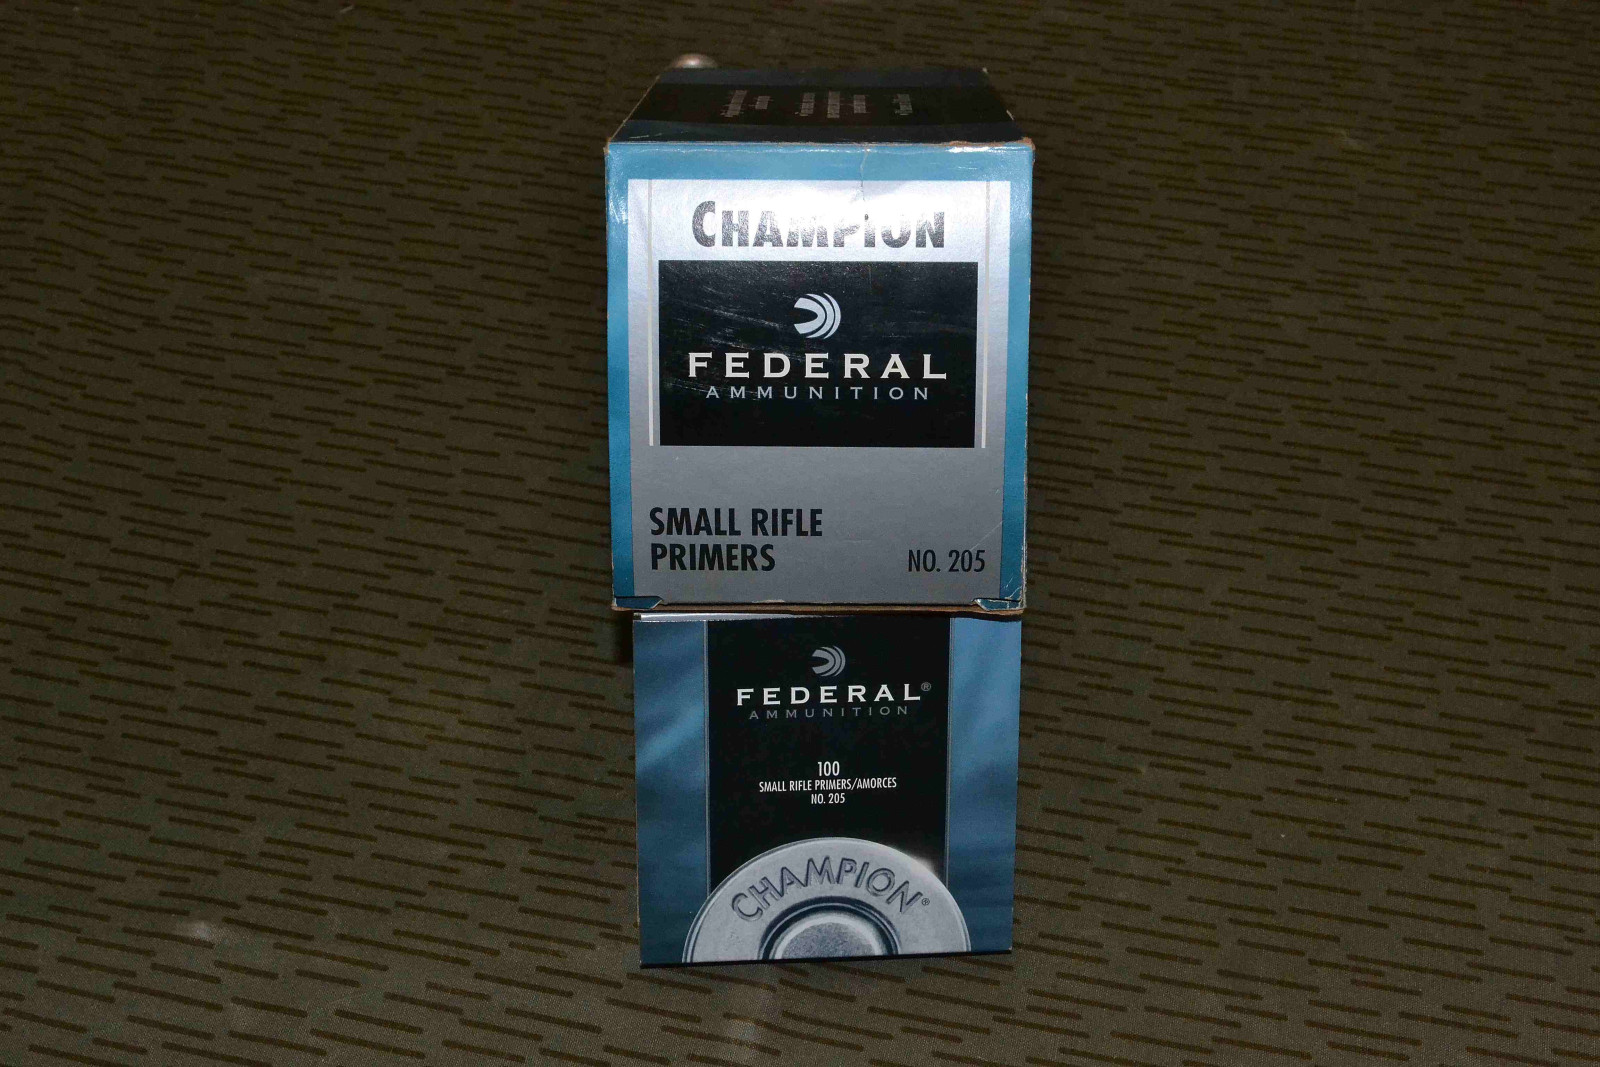 CHAMPION
FEDERAL
AMMUNITION
SMALL RIFLE
PRIMERS
NO. 205
FEDERAL®
AMMUNITION
100
SMALL RIFLE PRIMERS/AMORCES
NO. 205
CHAMPION®